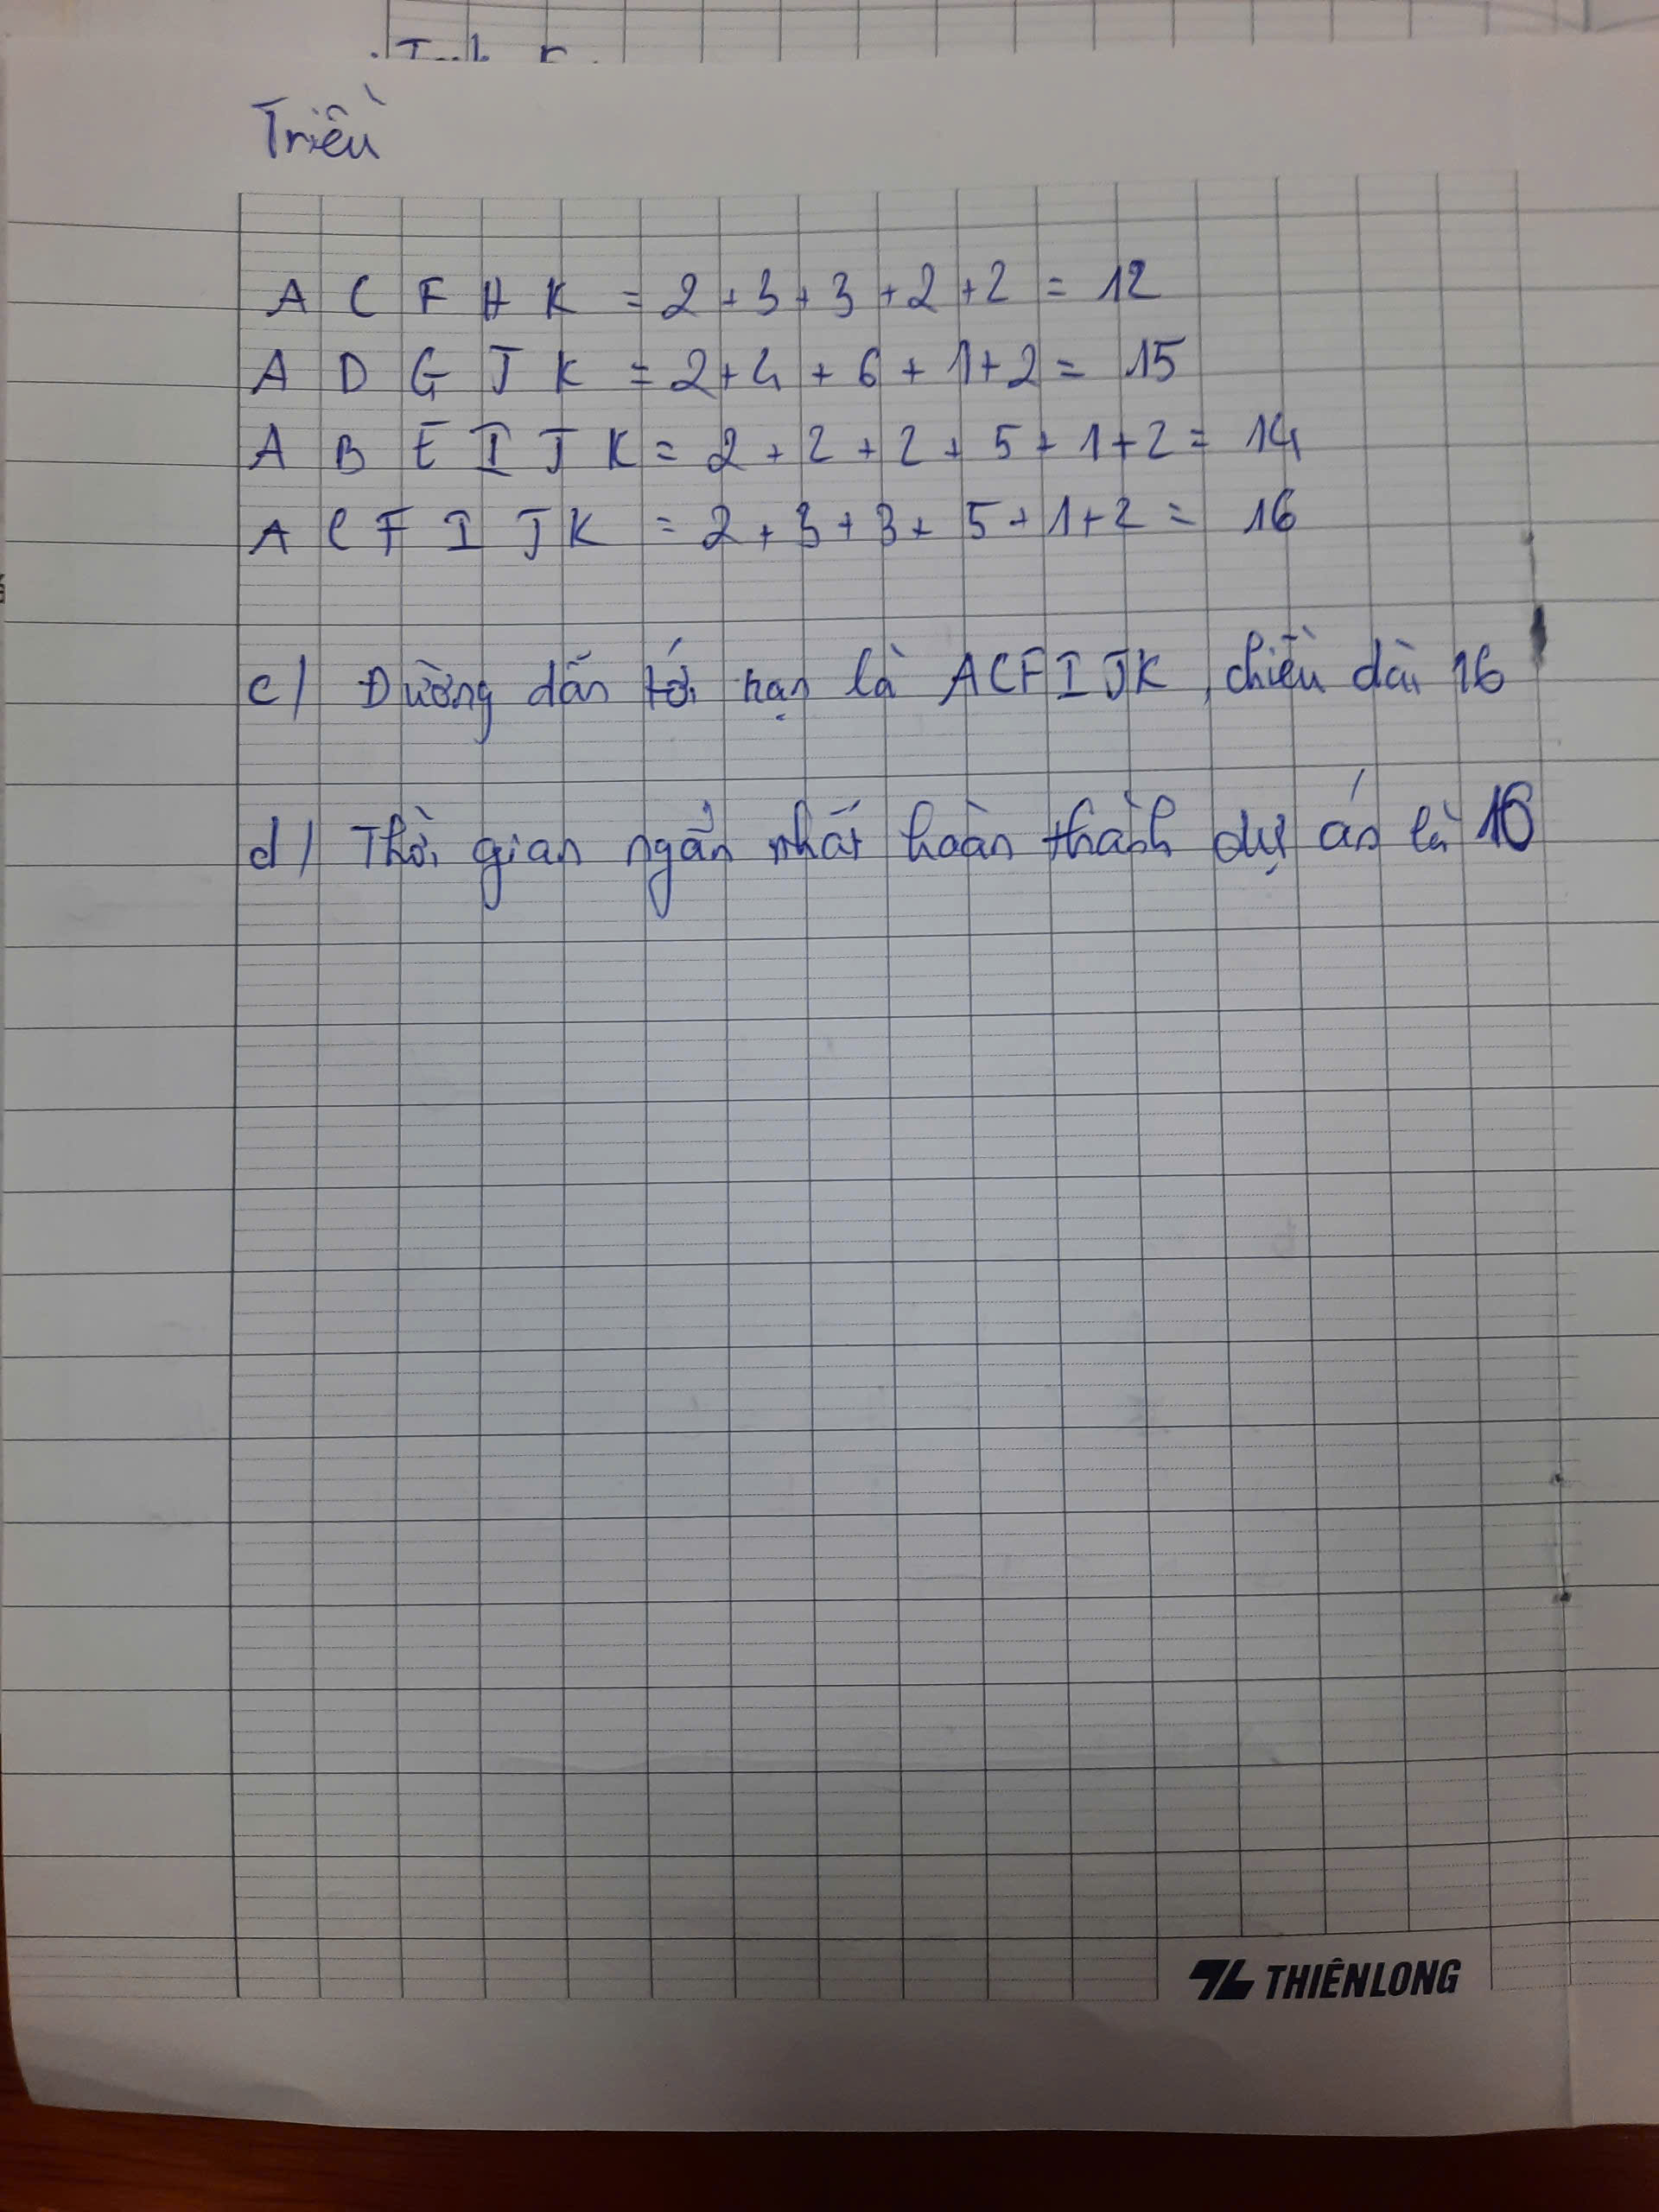 Triều
A C F H K = 2 + 3 + 3 + 2 + 2 = 12
A D G J K = 2 + 4 + 6 + 1 + 2 = 15
A B E I J K = 2 + 2 + 2 + 5 + 1 + 2 = 14
A C F I J K = 2 + 3 + 3 + 5 + 1 + 2 = 16
c/ Đường dẫn tới hạn là ACFIJK, chiều dài 16
d/ Thời gian ngắn nhất hoàn thành dự án là 16
THIÊN LONG